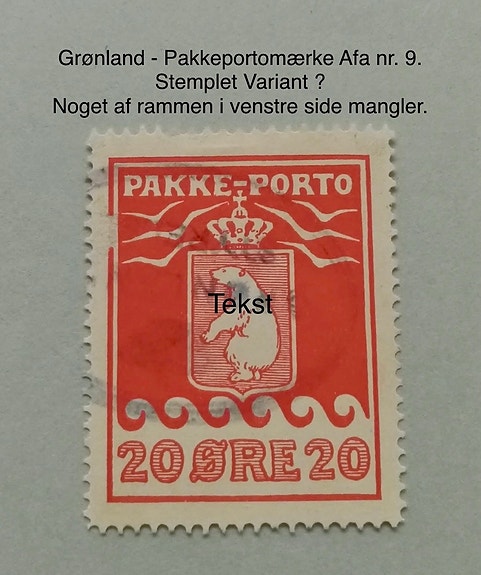 Grønland - Pakkeportomærke Afa nr. 9.
Stemplet Variant ?
Noget af rammen i venstre side mangler.
PAKKE-PORTO
Tekst
20 ØRE 20